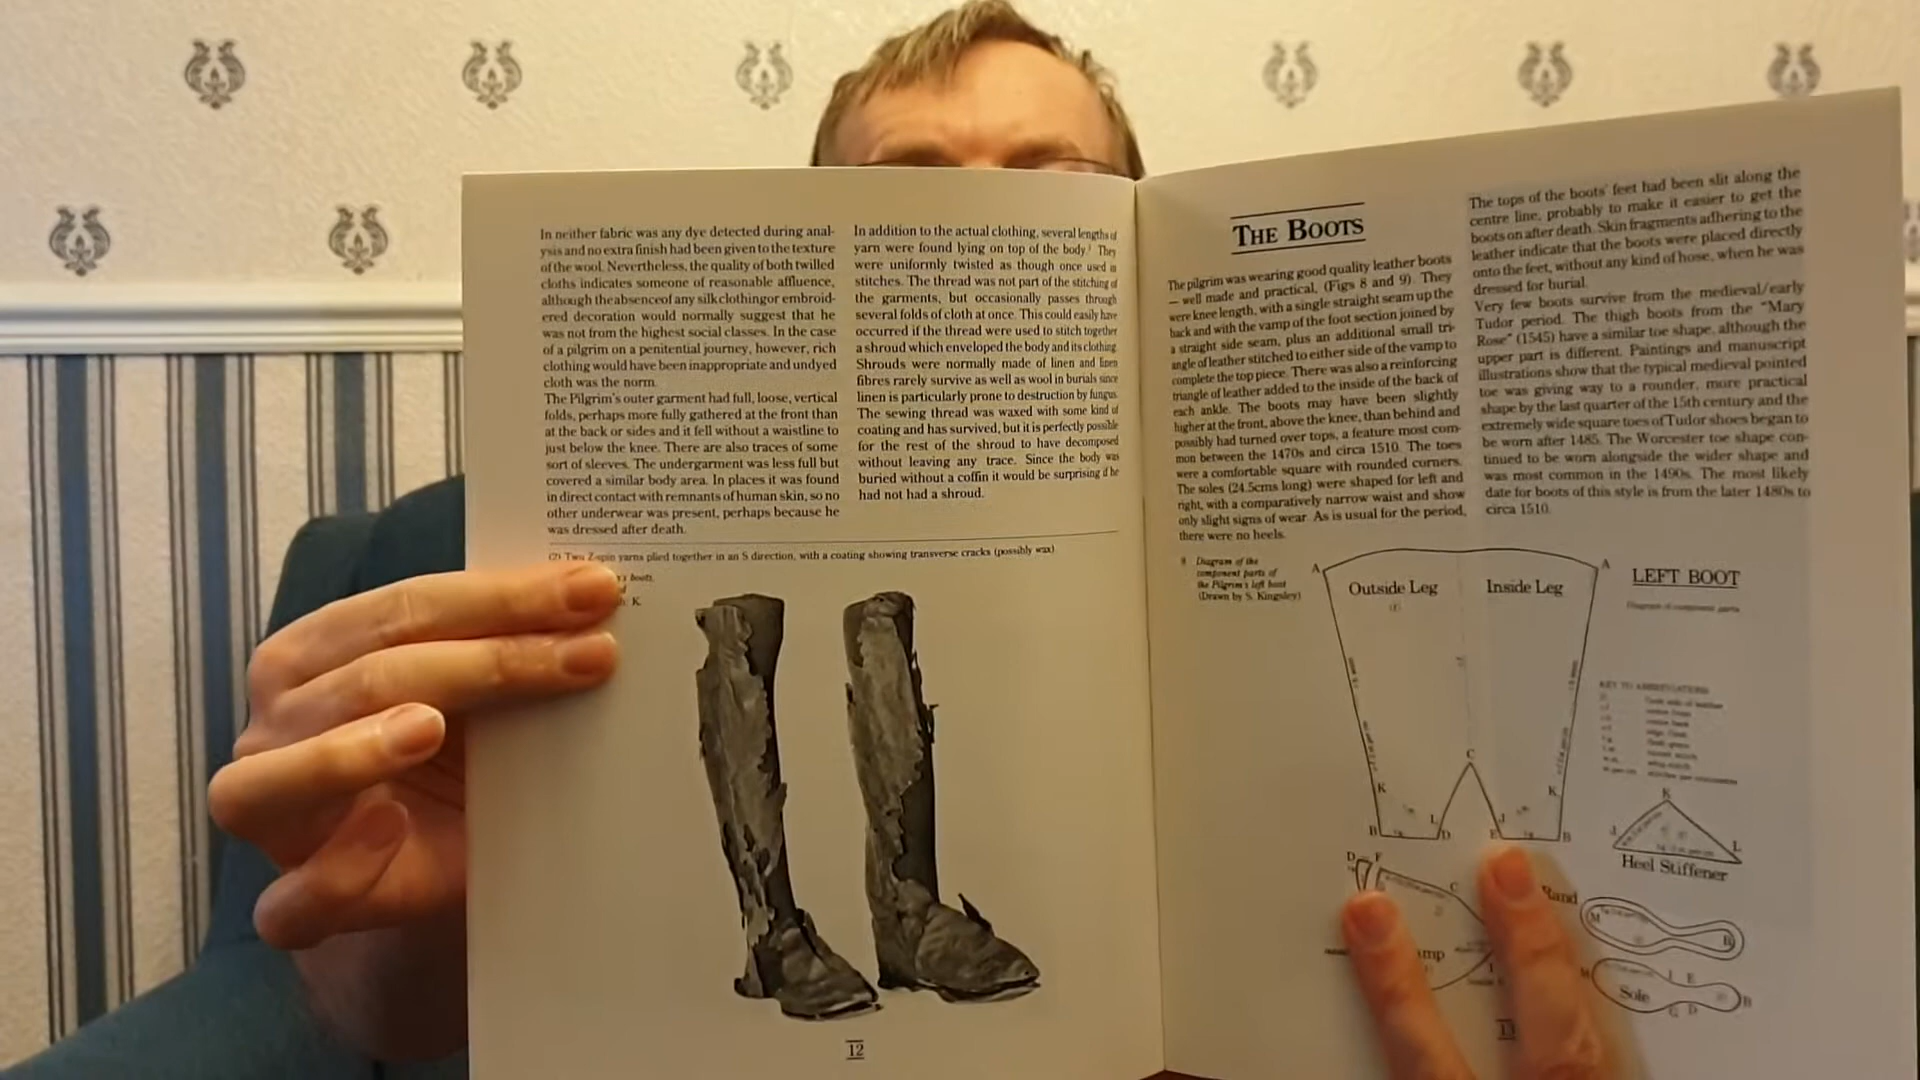 In neither fabric was any dye detected during anal-
ysis and no extra finish had been given to the texture
of the wool. Nevertheless, the quality of both twilled
cloths indicates someone of reasonable affluence,
although the absence of any silk clothing or embroid-
ered decoration would normally suggest that he
was not from the highest social classes. In the case
of a pilgrim on a penitential journey, however, rich
clothing would have been inappropriate and undyed
cloth was the norm.
The Pilgrim's outer garment had full, loose, vertical
folds, perhaps more fully gathered at the front than
at the back or sides and it fell without a waistline to
just below the knee. There are also traces of some
sort of sleeves. The undergarment was less full but
covered a similar body area. In places it was found
in direct contact with remnants of human skin, so no
other underwear was present, perhaps because he
was dressed after death.
In addition to the actual clothing, several lengths of
yarn were found lying on top of the body.² They
were uniformly twisted as though once used in
stitches. The thread was not part of the stitching of
the garments, but occasionally passes through
several folds of cloth at once. This could easily have
occurred if the thread were used to stitch together
a shroud which enveloped the body and its clothing
Shrouds were normally made of linen and linen
fibres rarely survive as well as wool in burials since
linen is particularly prone to destruction by fungus.
The sewing thread was waxed with some kind of
coating and has survived, but it is perfectly possible
for the rest of the shroud to have decomposed
without leaving any trace. Since the body was
buried without a coffin it would be surprising if he
had not had a shroud.
(2) Two Z-spin yarns plied together in an S direction, with a coating showing transverse cracks (possibly wax)
boots,
K
12
THE BOOTS
The pilgrim was wearing good quality leather boots
— well made and practical, (Figs 8 and 9). They
were knee length, with a single straight seam up the
back and with the vamp of the foot section joined by
a straight side seam, plus an additional small tri-
angle of leather stitched to either side of the vamp to
complete the top piece. There was also a reinforcing
triangle of leather added to the inside of the back of
each ankle. The boots may have been slightly
higher at the front, above the knee, than behind and
possibly had turned over tops, a feature most com-
mon between the 1470s and circa 1510. The toes
were a comfortable square with rounded corners.
The soles (24.5cms long) were shaped for left and
right, with a comparatively narrow waist and show
only slight signs of wear. As is usual for the period,
there were no heels.
The tops of the boots' feet had been slit along the
centre line, probably to make it easier to get the
boots on after death. Skin fragments adhering to the
leather indicate that the boots were placed directly
onto the feet, without any kind of hose, when he was
dressed for burial.
Very few boots survive from the medieval/early
Tudor period. The thigh boots from the "Mary
Rose" (1545) have a similar toe shape, although the
upper part is different. Paintings and manuscript
illustrations show that the typical medieval pointed
toe was giving way to a rounder, more practical
shape by the last quarter of the 15th century and the
extremely wide square toes of Tudor shoes began to
be worn after 1485. The Worcester toe shape con-
tinued to be worn alongside the wider shape and
was most common in the 1490s. The most likely
date for boots of this style is from the later 1480s to
circa 1510.
9 Diagram of the
component parts of
the Pilgrim's left boot
(Drawn by S. Kingsley)
A
A
Outside Leg
Inside Leg
LEFT BOOT
Diagram of component parts
KEY TO ABBREVIATIONS
C
K
K
B
L
D
E
J
B
K
J
L
Heel Stiffener
D
F
C
Rand
M
B
M
I
E
Sole
B
G
D
13